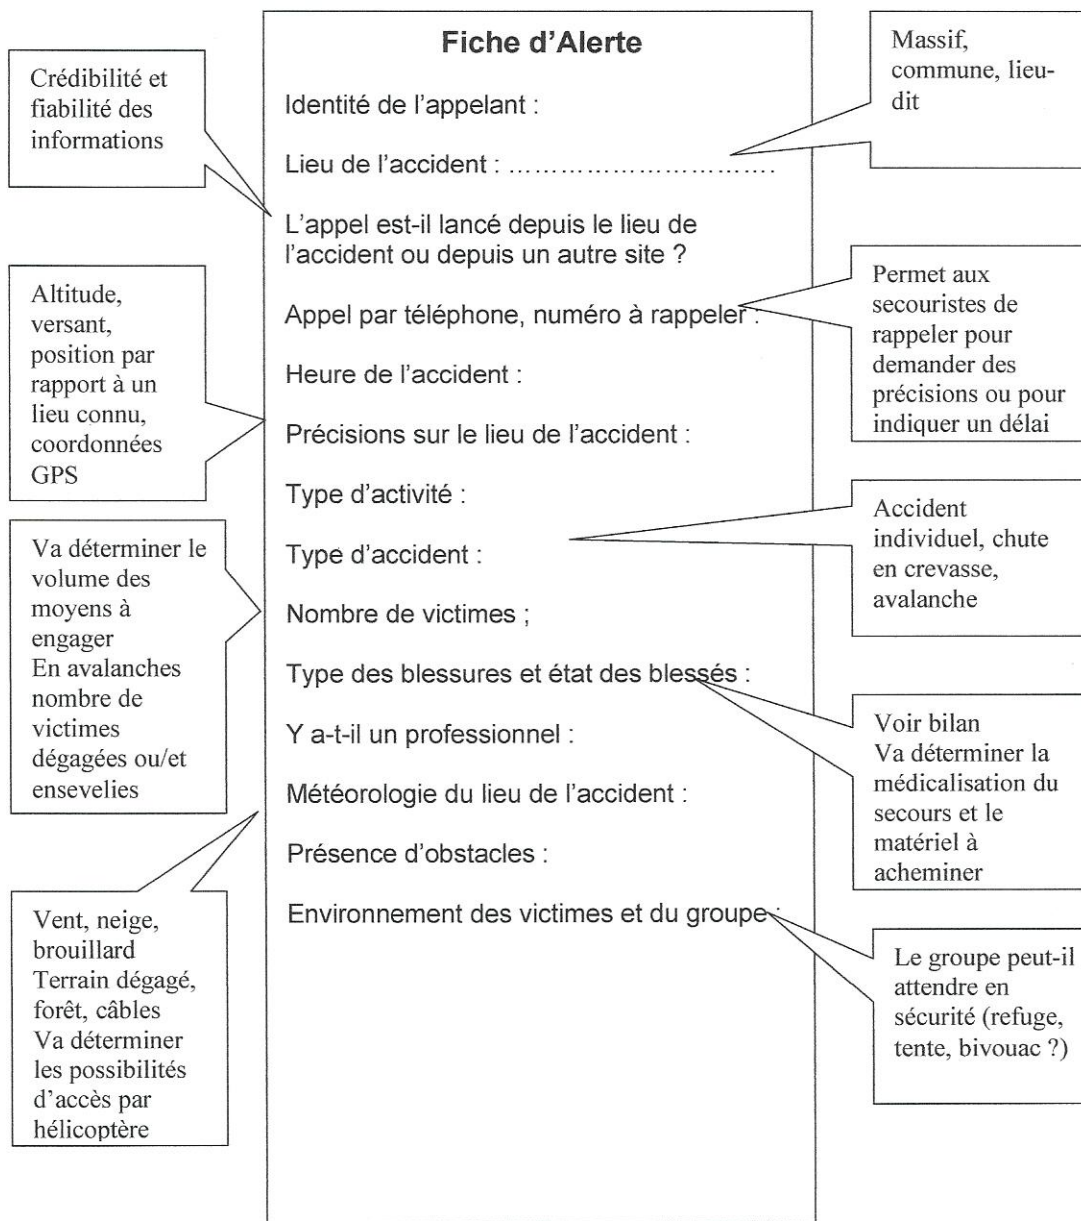 Fiche d’Alerte
Identité de l’appelant :
Lieu de l’accident : …………………………….
L’appel est-il lancé depuis le lieu de
l’accident ou depuis un autre site ?
Appel par téléphone, numéro à rappeler :
Heure de l’accident :
Précisions sur le lieu de l’accident :
Type d’activité :
Type d’accident :
Nombre de victimes ;
Type des blessures et état des blessés :
Y a-t-il un professionnel :
Météorologie du lieu de l’accident :
Présence d’obstacles :
Environnement des victimes et du groupe :
Crédibilité et
fiabilité des
informations
Altitude,
versant,
position par
rapport à un
lieu connu,
coordonnées
GPS
Va déterminer le
volume des
moyens à
engager
En avalanches
nombre de
victimes
dégagées ou/et
ensevelies
Vent, neige,
brouillard
Terrain dégagé,
forêt, câbles
Va déterminer
les possibilités
d’accès par
hélicoptère
Massif,
commune, lieu-
dit
Permet aux
secouristes de
rappeler pour
demander des
précisions ou pour
indiquer un délai
Accident
individuel, chute
en crevasse,
avalanche
Voir bilan
Va déterminer la
médicalisation du
secours et le
matériel à
acheminer
Le groupe peut-il
attendre en
sécurité (refuge,
tente, bivouac ?)